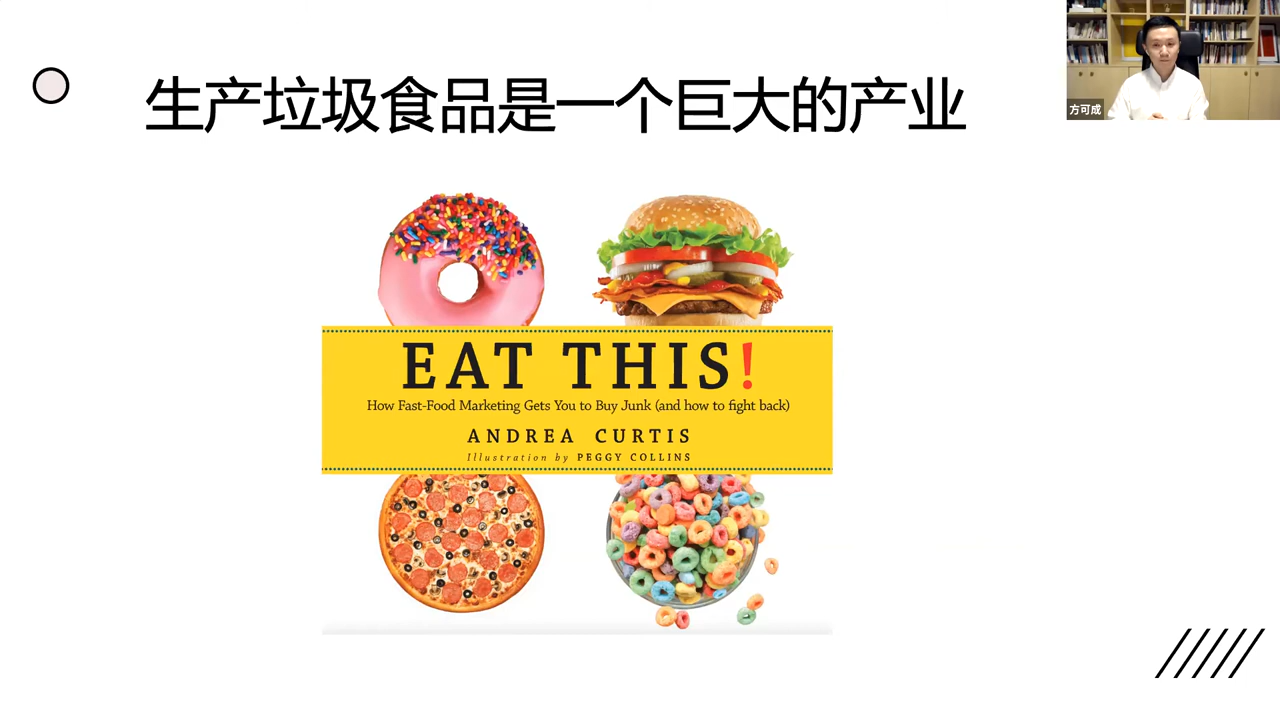 生产垃圾食品是一个巨大的产业
方可成
EAT THIS!
How Fast-Food Marketing Gets You to Buy Junk (and how to fight back)
ANDREA CURTIS
Illustration by PEGGY COLLINS